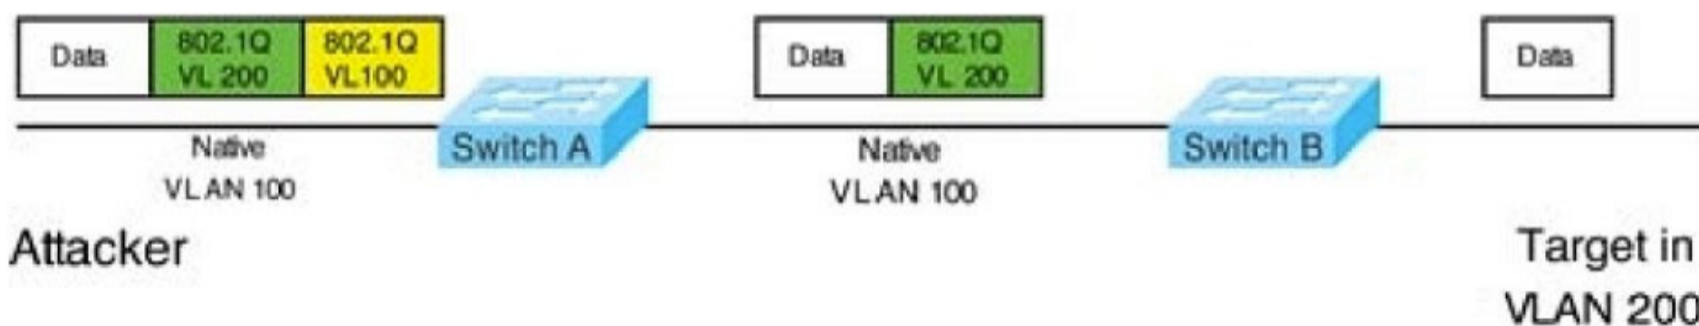 Data
802.1Q
VL 200
802.1Q
VL100
Data
802.1Q
VL 200
Data
Switch A
Switch B
Native
VLAN 100
Native
VLAN 100
Attacker
Target in
VLAN 200